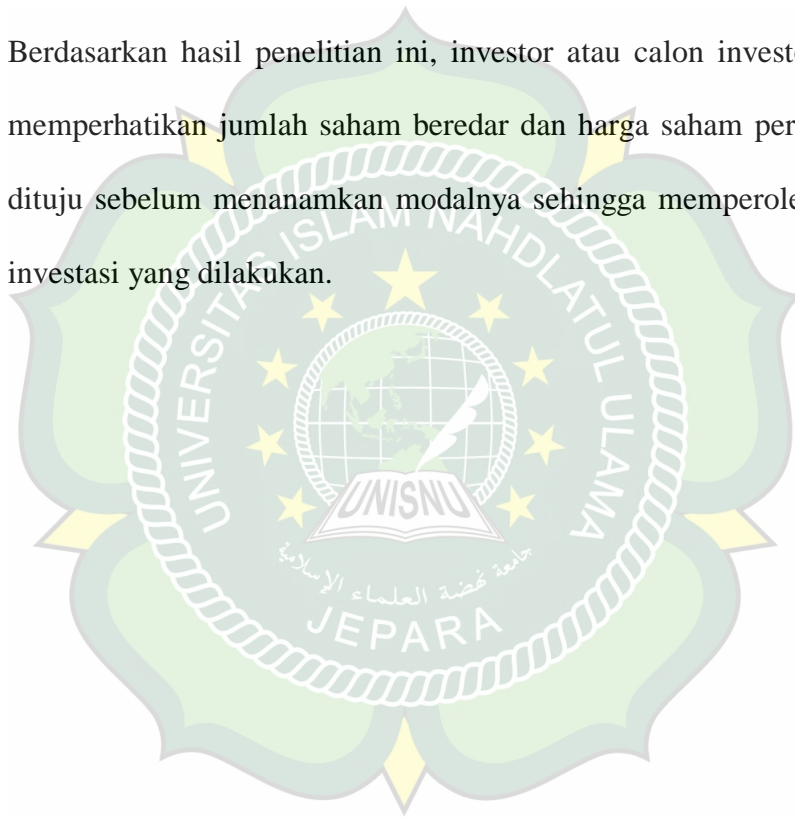 Berdasarkan hasil penelitian ini, investor atau calon invest
memperhatikan jumlah saham beredar dan harga saham per
dituju sebelum menanamkan modalnya sehingga memperole
investasi yang dilakukan.
UNIVERSITAS ISLAM NAHDLATUL ULAMA
UNISNU
جامعة نهضة العلماء الإسلامية
JEPARA